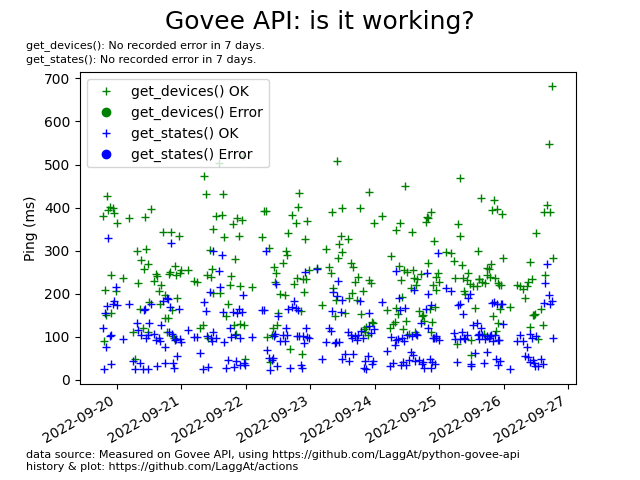 Govee API: is it working?
get_devices(): No recorded error in 7 days.
get_states(): No recorded error in 7 days.
700
600
500
400
300
200
100
0
Ping (ms)
get_devices() OK
get_devices() Error
get_states() OK
get_states() Error
2022-09-20
2022-09-21
2022-09-22
2022-09-23
2022-09-24
2022-09-25
2022-09-26
2022-09-27
data source: Measured on Govee API, using https://github.com/LaggAt/python-govee-api
history & plot: https://github.com/LaggAt/actions